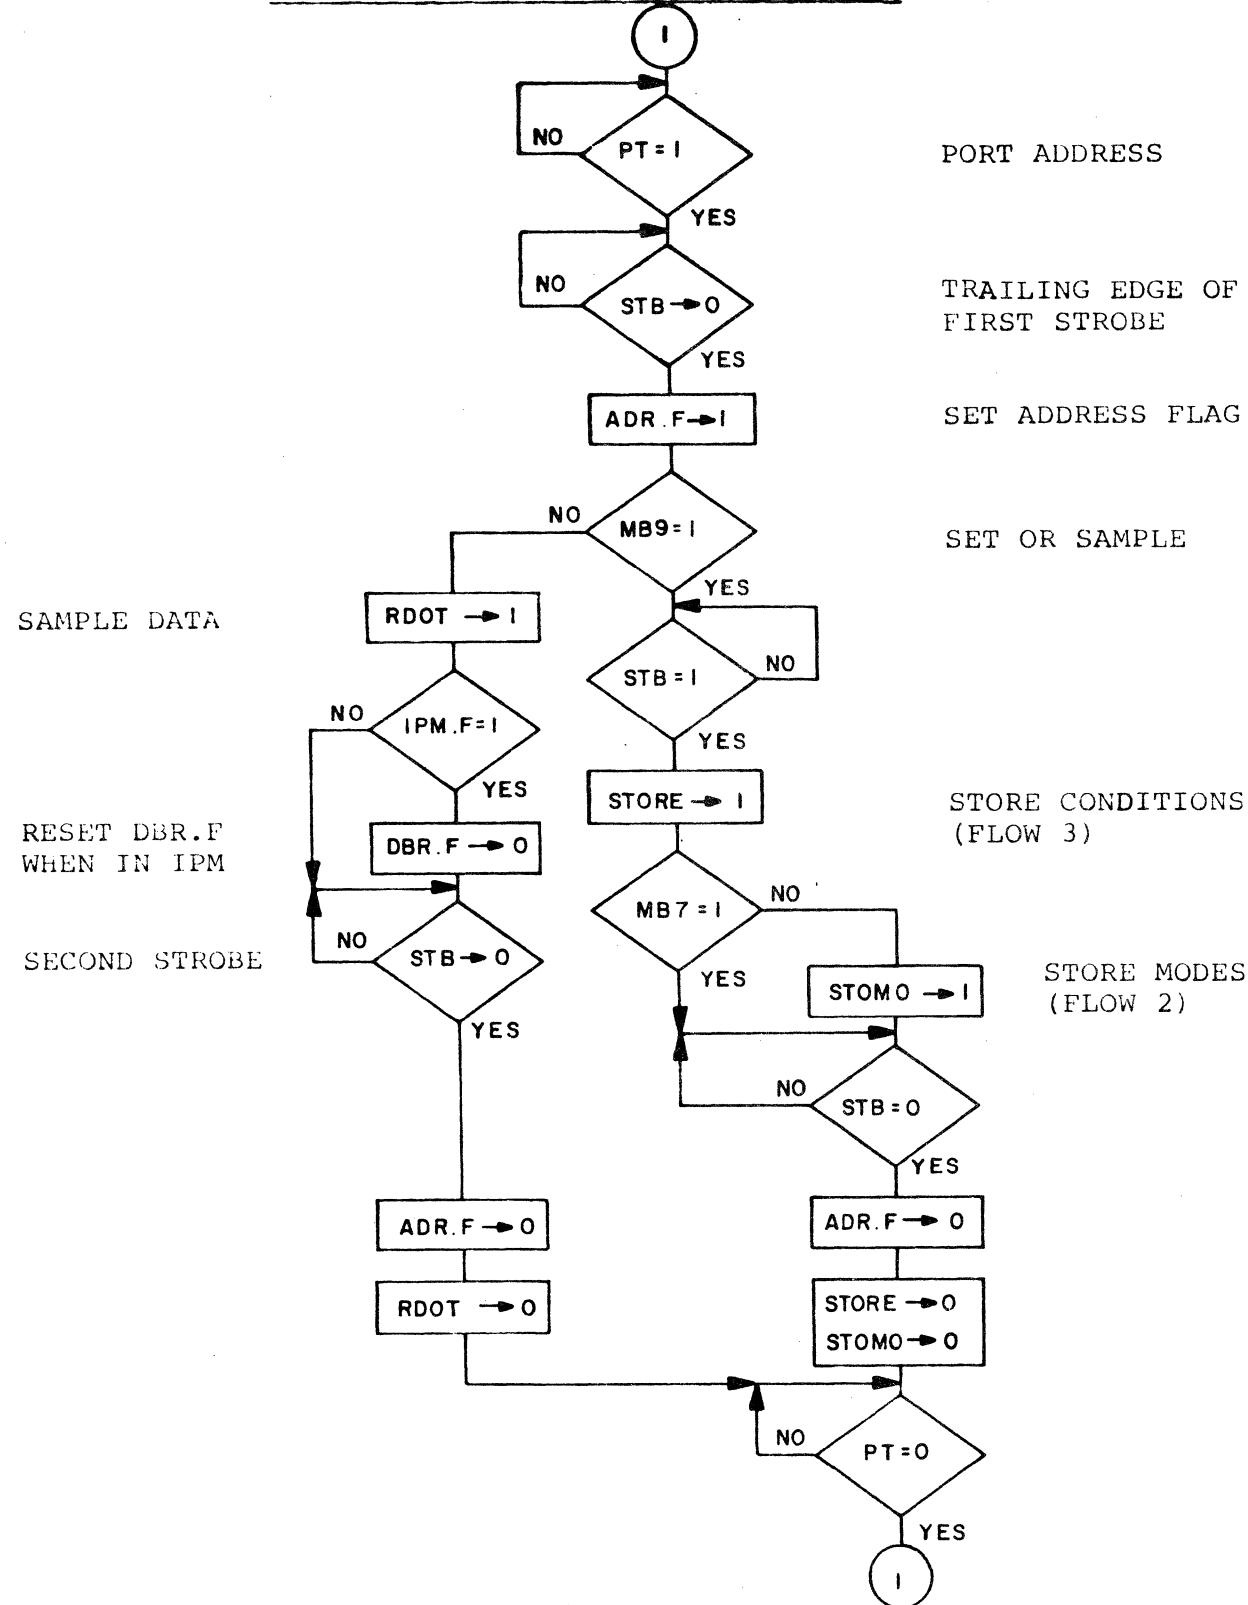 1
PT=1
NO
YES
PORT ADDRESS
STB→0
NO
YES
TRAILING EDGE OF
FIRST STROBE
ADR.F→1
SET ADDRESS FLAG
MB9=1
NO
YES
SET OR SAMPLE
SAMPLE DATA
RDOT →1
STB=1
NO
YES
IPM.F=1
NO
YES
STORE→ 1
STORE CONDITIONS
(FLOW 3)
RESET DBR.F
WHEN IN IPM
DBR.F→0
MB7=1
NO
YES
SECOND STROBE
STB→0
NO
YES
STOMO →1
STORE MODES
(FLOW 2)
STB=0
NO
YES
ADR.F→0
ADR.F→ 0
RDOT →0
STORE →0
STOMO→ 0
PT=0
NO
YES
1